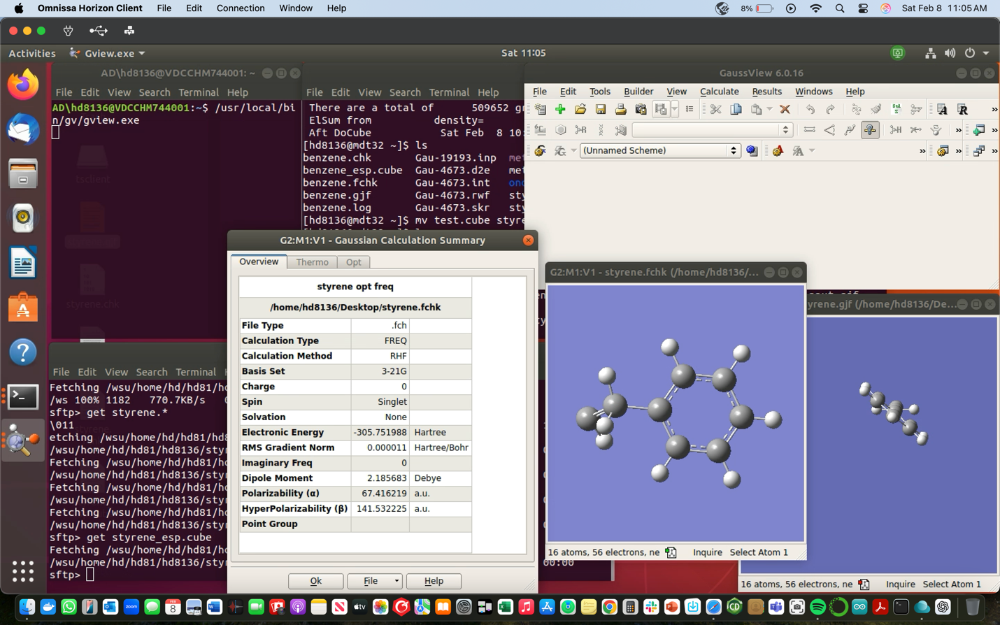 Omnissa Horizon Client File Edit Connection Window Help 8% Sat Feb 8 11:05 AM
Activities Gview.exe Sat 11:05
AD\hd8136@VDCCHM744001: ~
File Edit View Search Terminal Help
AD\hd8136@VDCCHM744001:~$ /usr/local/bi
n/gv/gview.exe
tsclient
styrene.chk
File Edit View Search Terminal Help
There are a total of 509652 gr
ElSum from density=
Aft DoCube Sat Feb 8 10:
[hd8136@mdt32 ~]$ ls
benzene.chk Gau-19193.inp
benzene_esp.cube Gau-4673.d2e
benzene.fchk Gau-4673.int
benzene.gjf Gau-4673.rwf sty
benzene.log Gau-4673.skr sty
[hd8136@mdt32 ~]$ mv test.cube styre
GaussView 6.0.16
File Edit Tools Builder View Calculate Results Windows Help
(Unnamed Scheme)
G2:M1:V1 - Gaussian Calculation Summary
Overview Thermo Opt
styrene opt freq
/home/hd8136/Desktop/styrene.fchk
File Type .fch
Calculation Type FREQ
Calculation Method RHF
Basis Set 3-21G
Charge 0
Spin Singlet
Solvation None
Electronic Energy -305.751988 Hartree
RMS Gradient Norm 0.000011 Hartree/Bohr
Imaginary Freq 0
Dipole Moment 2.185683 Debye
Polarizability (α) 67.416219 a.u.
HyperPolarizability (β) 141.532225 a.u.
Point Group
Ok File Help
G2:M1:V1 - styrene.fchk (/home/hd8136/...
16 atoms, 56 electrons, ne Inquire Select Atom 1
yrene.gjf (/home/hd8136/De...
16 atoms, 56 electrons, ne Inquire Select Atom 1
File Edit View Search Terminal
Fetching /wsu/home/hd/hd81/hd
/ws 100% 1182 770.7KB/s
sftp> get styrene.*
\011
etching /wsu/home/hd/hd81/hd
/wsu/home/hd/hd81/hd8136/styr
Fetching /wsu/home/hd/hd81/hd
/wsu/home/hd/hd81/hd8136/styr
Fetching /wsu/home/hd/hd81/hd
/wsu/home/hd/hd81/hd8136/styr
Fetching /wsu/home/hd/hd81/hd
/wsu/home/hd/hd81/hd8136/styr
sftp> get styrene_esp.cube
Fetching /wsu/home/hd/hd81/hd
/wsu/home/hd/hd81/hd8136/styr 00:00
sftp>